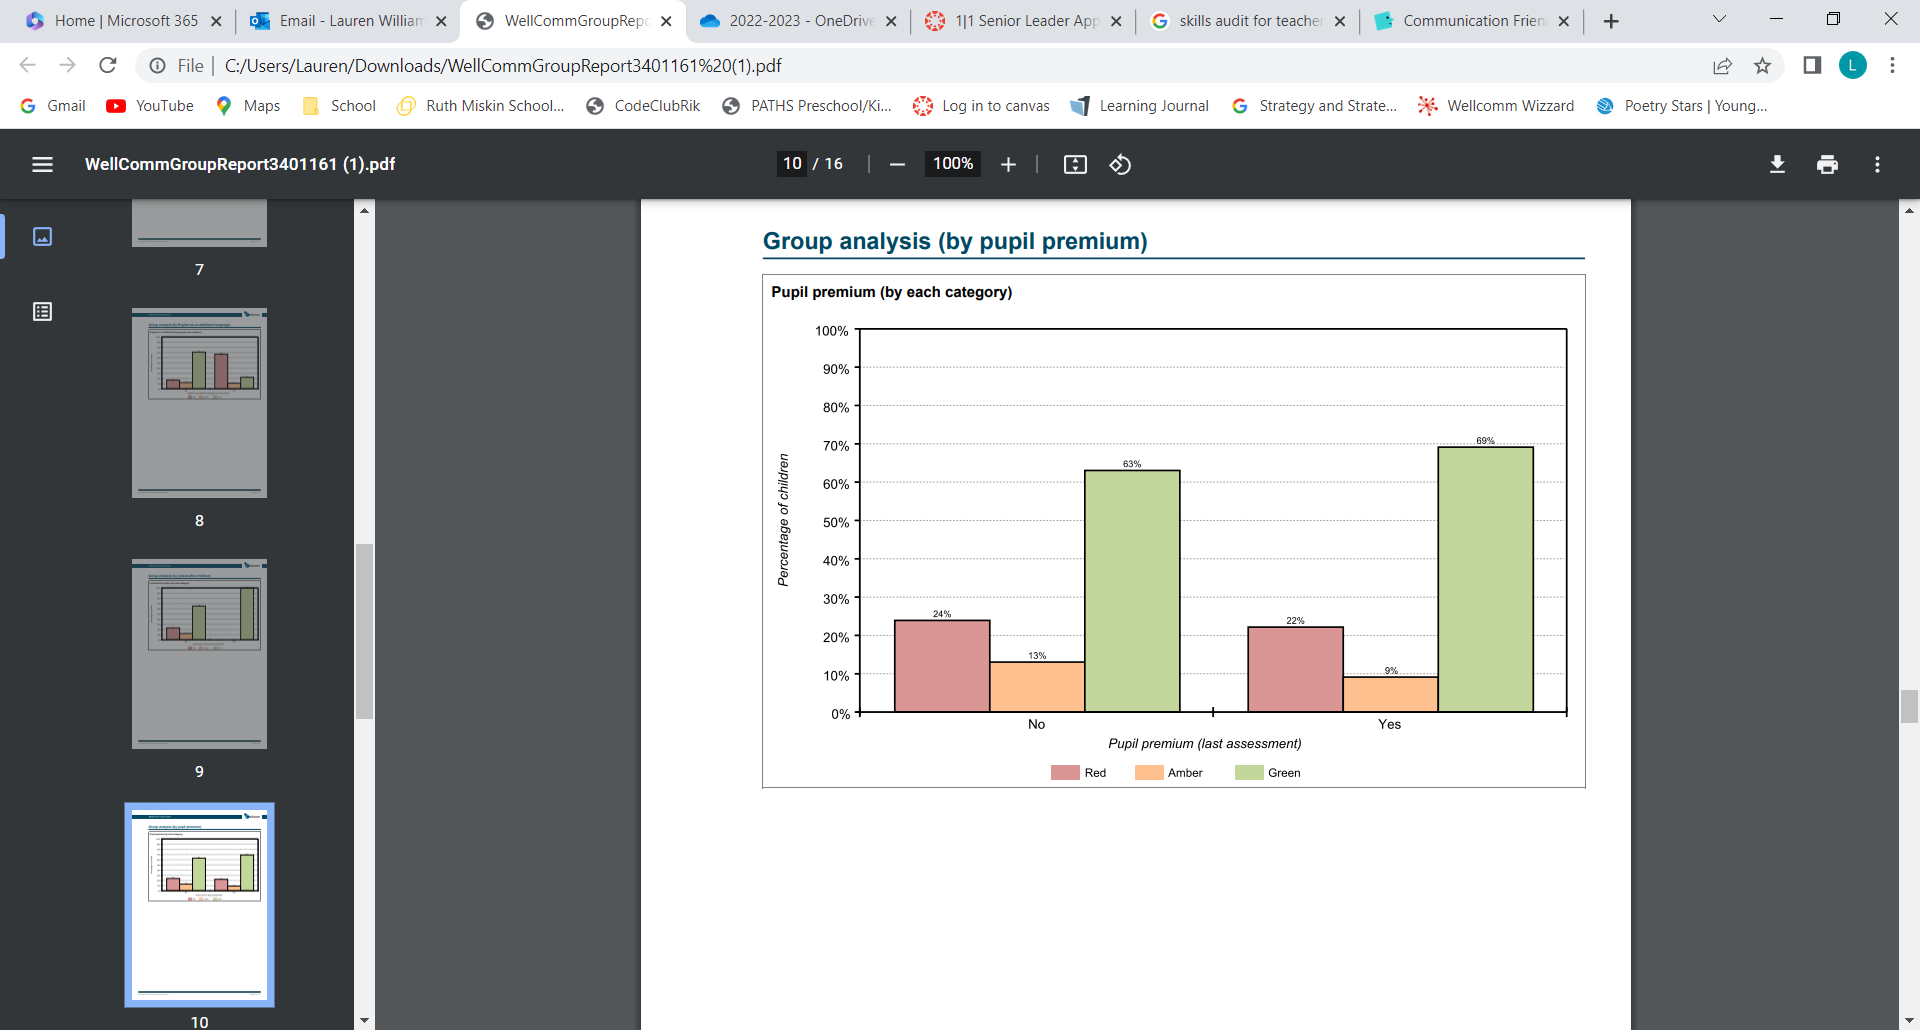 Home | Microsoft 365
Email - Lauren William
WellCommGroupRepo
2022-2023 - OneDrive
1|1 Senior Leader App
skills audit for teache
Communication Frien
File
C:/Users/Lauren/Downloads/WellCommGroupReport3401161%20(1).pdf
L
Gmail
YouTube
Maps
School
Ruth Miskin School...
CodeClubRik
PATHS Preschool/Ki...
Log in to canvas
Learning Journal
Strategy and Strate...
Wellcomm Wizzard
Poetry Stars | Young...
WellCommGroupReport3401161 (1).pdf
10 / 16
100%
7
8
9
10
Group analysis (by pupil premium)
Pupil premium (by each category)
100%
90%
80%
70%
60%
50%
40%
30%
20%
10%
0%
Percentage of children
24%
13%
63%
22%
9%
69%
No
Yes
Pupil premium (last assessment)
Red
Amber
Green